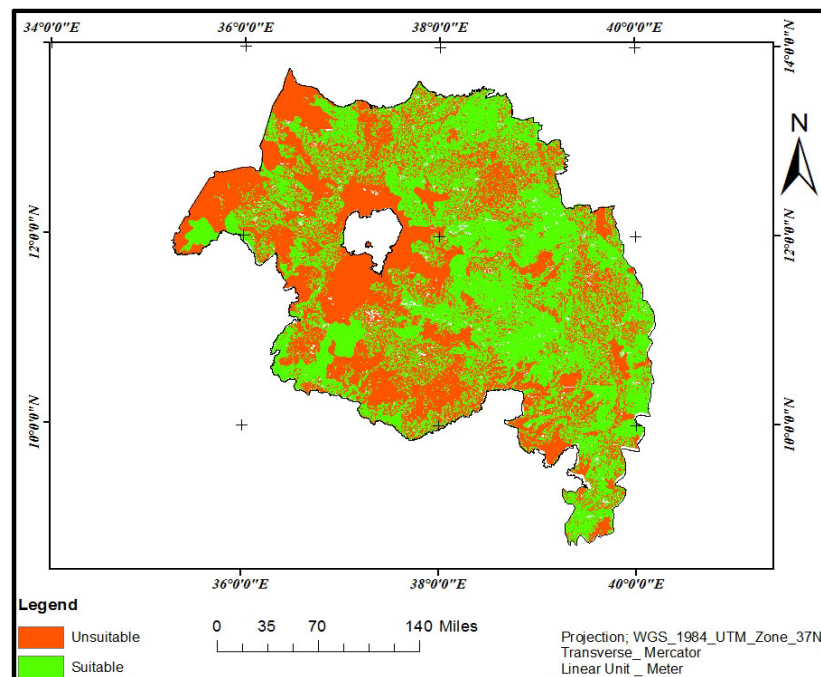 34°0'0"E 36°0'0"E 38°0'0"E 40°0'0"E
14°0'0"N
14°0'0"N
N
12°0'0"N
12°0'0"N
10°0'0"N
10°0'0"N
36°0'0"E 38°0'0"E 40°0'0"E
Legend
Unsuitable
Suitable
0 35 70 140 Miles
Projection; WGS_1984_UTM_Zone_37N
Transverse_ Mercator
Linear Unit _ Meter